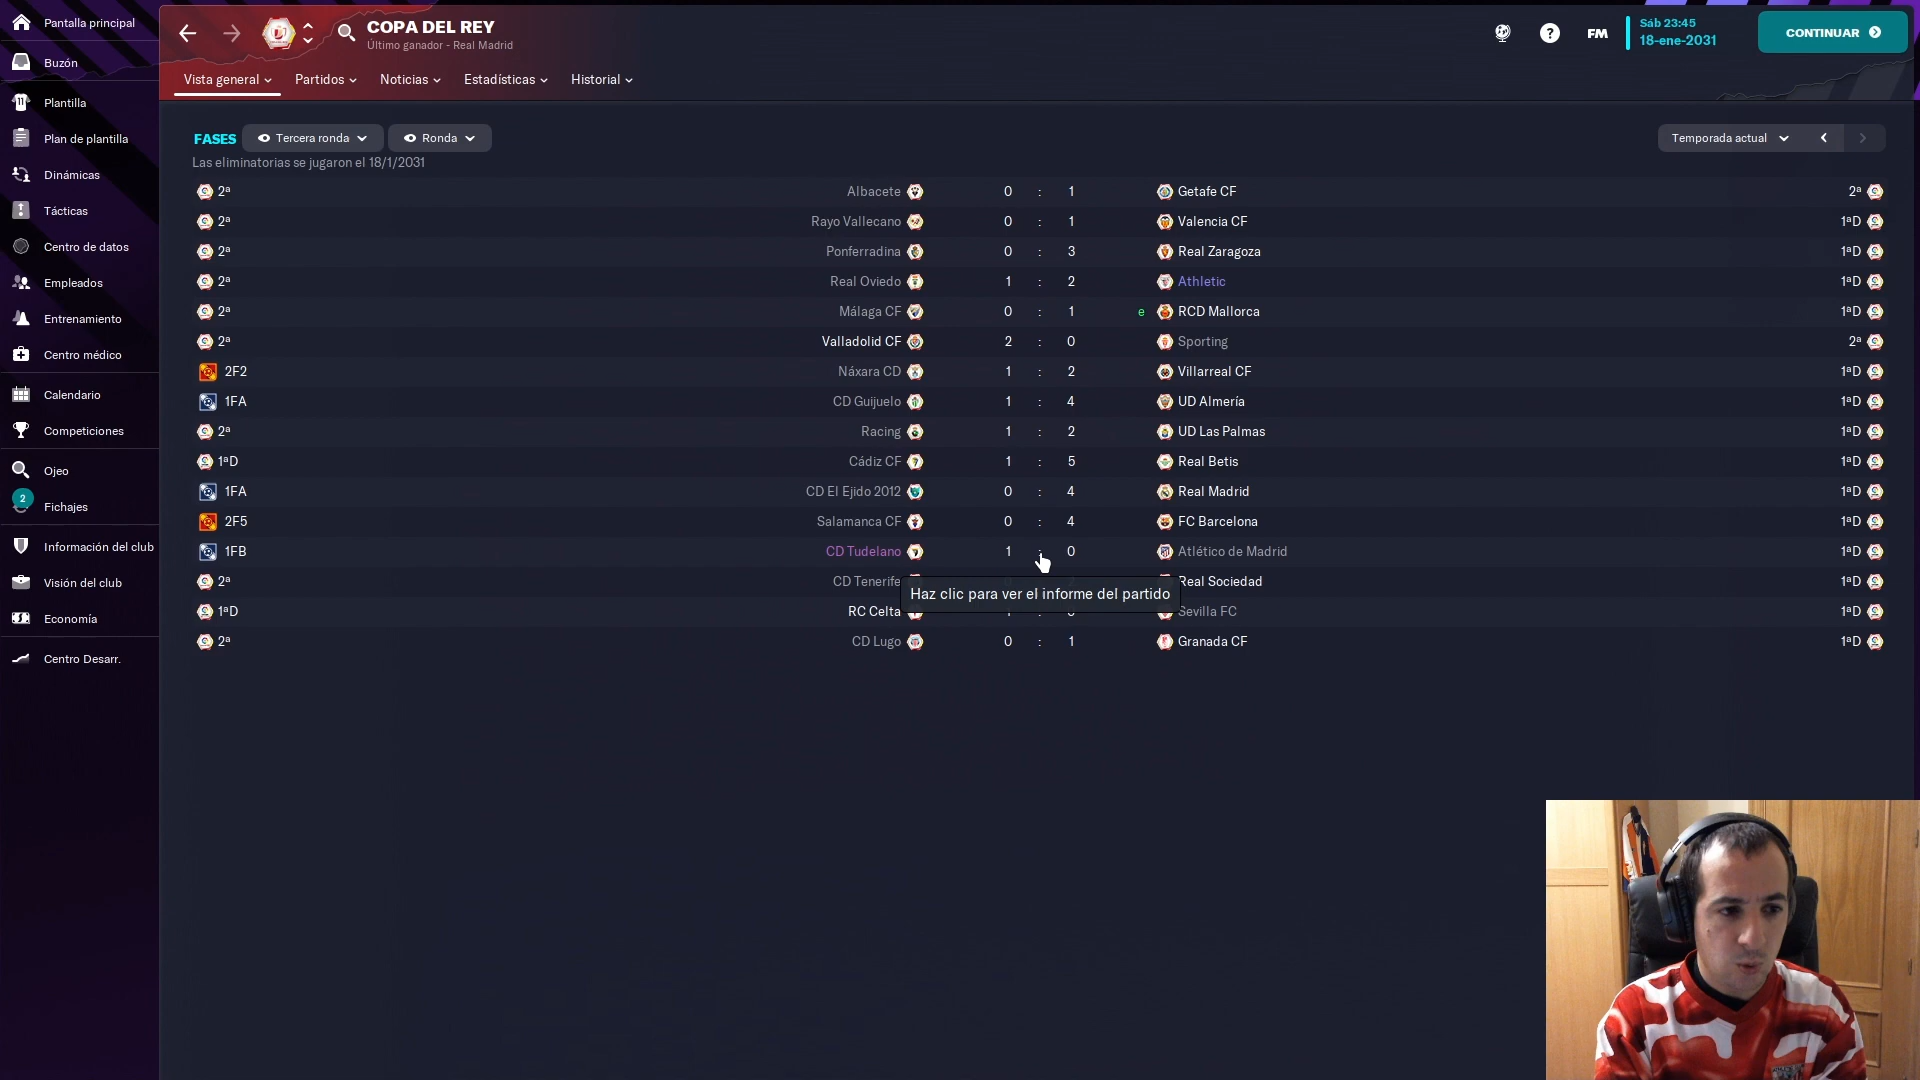 Pantalla principal
Buzón
Plantilla
Plan de plantilla
Dinámicas
Tácticas
Centro de datos
Empleados
Entrenamiento
Centro médico
Calendario
Competiciones
Ojeo
2
Fichajes
Información del club
Visión del club
Economía
Centro Desarr.
COPA DEL REY
Último ganador - Real Madrid
? FM Sáb 23:45
18-ene-2031
CONTINUAR
Vista general Partidos Noticias Estadísticas Historial
FASES Tercera ronda Ronda Temporada actual
Las eliminatorias se jugaron el 18/1/2031
2ª Albacete 0 : 1 Getafe CF 2ª
2ª Rayo Vallecano 0 : 1 Valencia CF 1ªD
2ª Ponferradina 0 : 3 Real Zaragoza 1ªD
2ª Real Oviedo 1 : 2 Athletic 1ªD
2ª Málaga CF 0 : 1 e RCD Mallorca 1ªD
2ª Valladolid CF 2 : 0 Sporting 2ª
2F2 Náxara CD 1 : 2 Villarreal CF 1ªD
1FA CD Guijuelo 1 : 4 UD Almería 1ªD
2ª Racing 1 : 2 UD Las Palmas 1ªD
1ªD Cádiz CF 1 : 5 Real Betis 1ªD
1FA CD El Ejido 2012 0 : 4 Real Madrid 1ªD
2F5 Salamanca CF 0 : 4 FC Barcelona 1ªD
1FB CD Tudelano 1 : 0 Atlético de Madrid 1ªD
2ª CD Tenerife Real Sociedad 1ªD
Haz clic para ver el informe del partido
1ªD RC Celta Sevilla FC 1ªD
2ª CD Lugo 0 : 1 Granada CF 1ªD